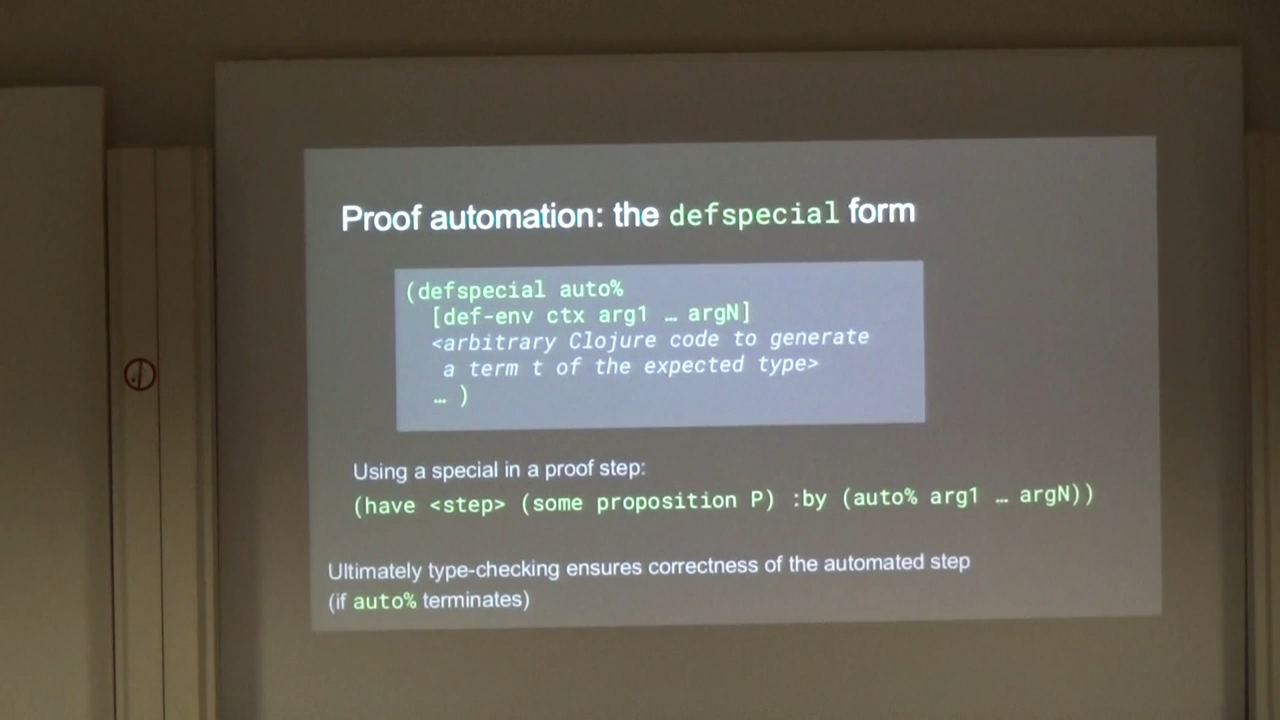 Proof automation: the defspecial form
(defspecial auto%
[def-env ctx arg1 … argN]
<arbitrary Clojure code to generate
a term t of the expected type>
… )
Using a special in a proof step:
(have <step> (some proposition P) :by (auto% arg1 … argN))
Ultimately type-checking ensures correctness of the automated step
(if auto% terminates)